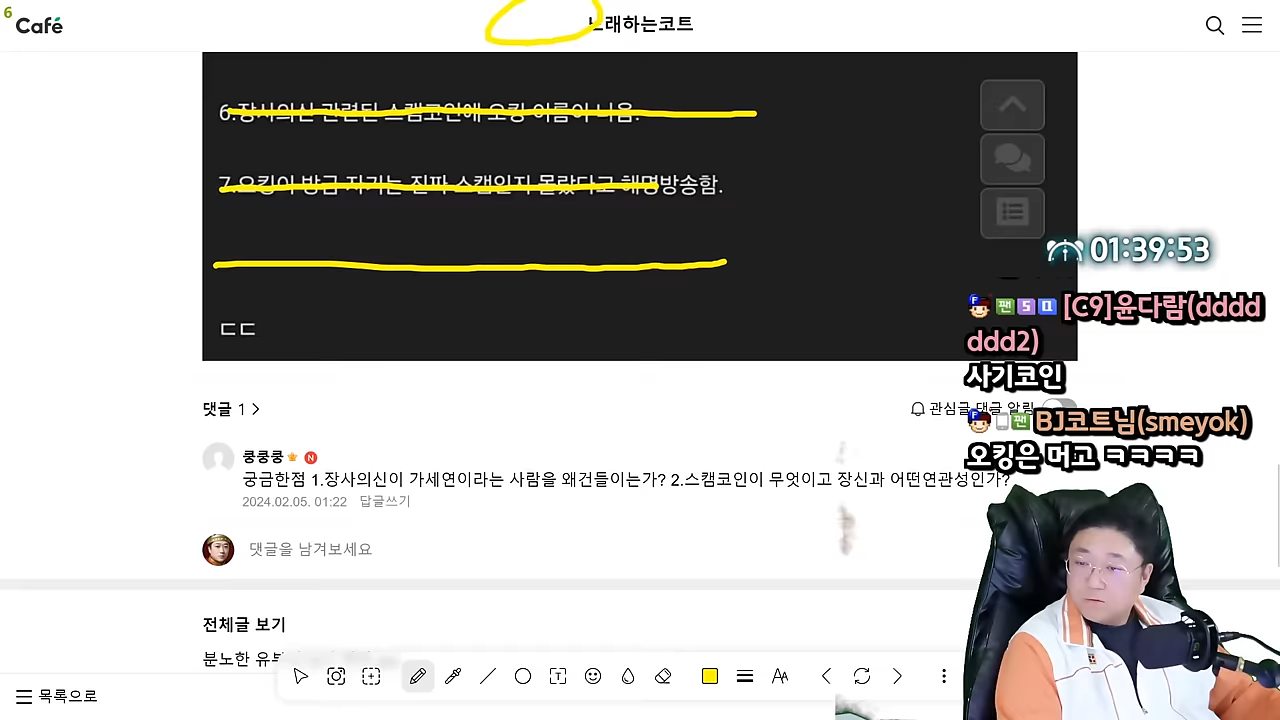 6
Café
노래하는코트
6.장사의신 관련된 스캠코인에 오킹 이름이 나옴.
7.오킹이 방금 자기는 진짜 스캠인지 몰랐다고 해명방송함.
ㄷㄷ
01:39:53
F 팬 S [C9]윤다람(dddd
ddd2)
사기코인
댓글 1
관심글 댓글 알림
F 팬 BJ코트님(smeyok)
오킹은 머고 ㅋㅋㅋㅋ
쿵쿵쿵 N
궁금한점 1.장사의신이 가세연이라는 사람을 왜건들이는가? 2.스캠코인이 무엇이고 장신과 어떤연관성인가?
2024.02.05. 01:22 답글쓰기
댓글을 남겨보세요
전체글 보기
분노한 유부
목록으로